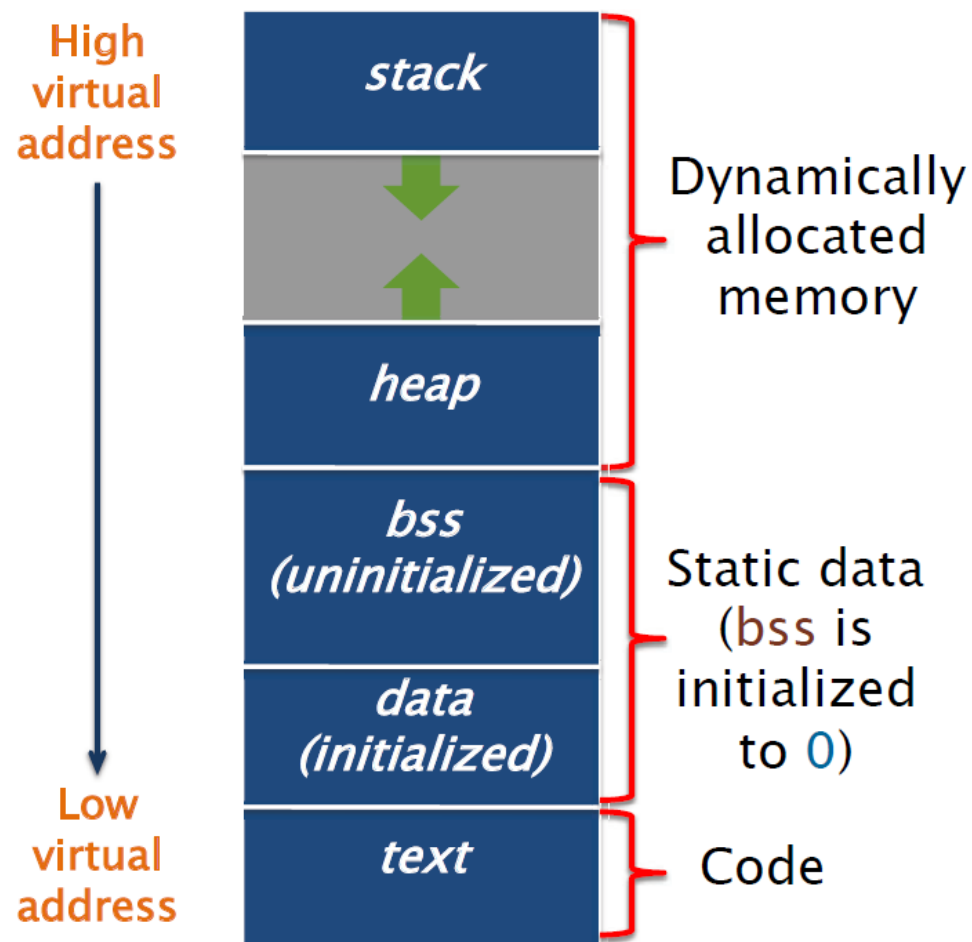 High
virtual
address
stack
Dynamically
allocated
memory
heap
bss
(uninitialized)
Static data
(bss is
initialized
to 0)
data
(initialized)
Low
virtual
address
text
Code